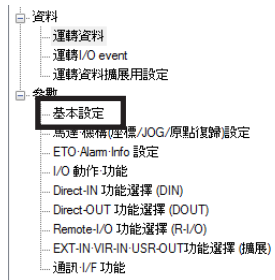 資料
運轉資料
運轉I/O event
運轉資料擴展用設定
參數
基本設定
馬達·機構(座標/JOG/原點復歸)設定
ETO·Alarm·Info 設定
I/O 動作·功能
Direct-IN 功能選擇 (DIN)
Direct-OUT 功能選擇 (DOUT)
Remote-I/O 功能選擇 (R-I/O)
EXT-IN·VIR-IN·USR-OUT功能選擇 (擴展)
通訊·I/F 功能